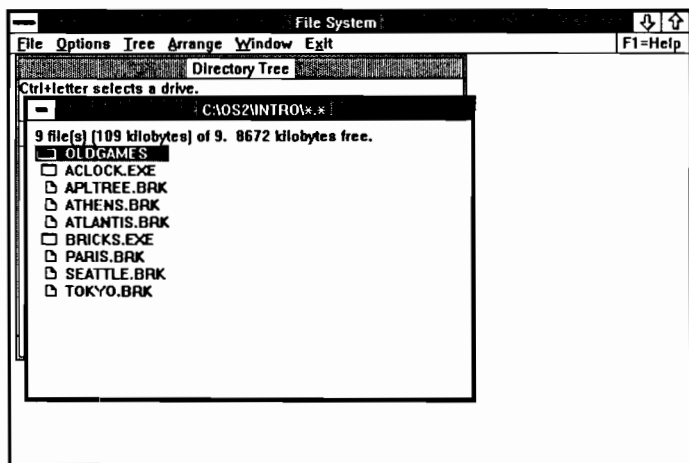 File System
File Options Tree Arrange Window Exit F1=Help
Directory Tree
Ctrl+letter selects a drive.
C:\OS2\INTRO\*.*
9 file(s) (109 kilobytes) of 9. 8672 kilobytes free.
OLDGAMES
ACLOCK.EXE
APLTREE.BRK
ATHENS.BRK
ATLANTIS.BRK
BRICKS.EXE
PARIS.BRK
SEATTLE.BRK
TOKYO.BRK